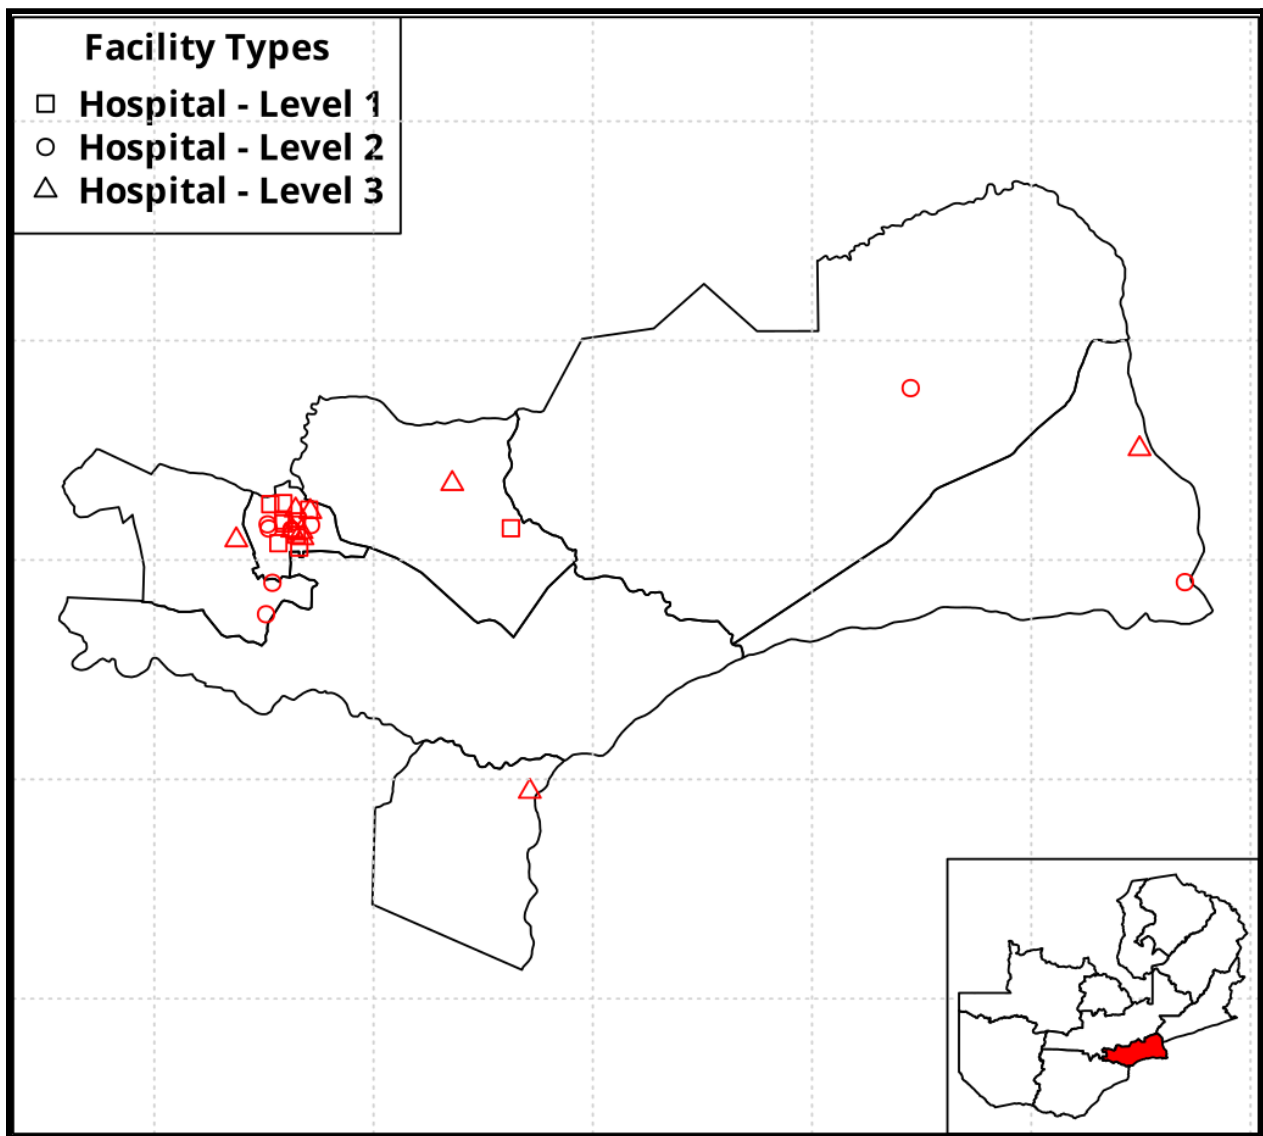 Facility Types
Hospital - Level 1
Hospital - Level 2
Hospital - Level 3